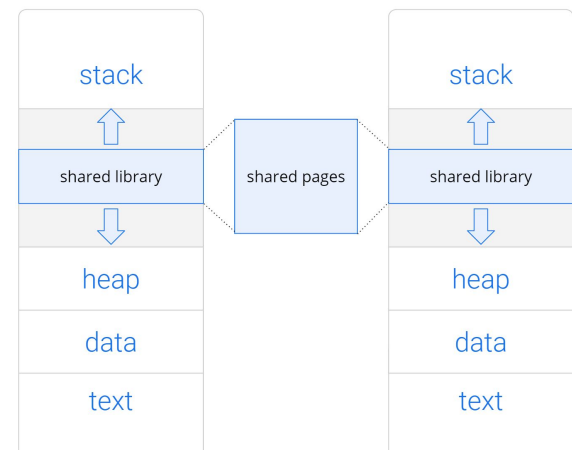 stack
shared library
heap
data
text
shared pages
stack
shared library
heap
data
text